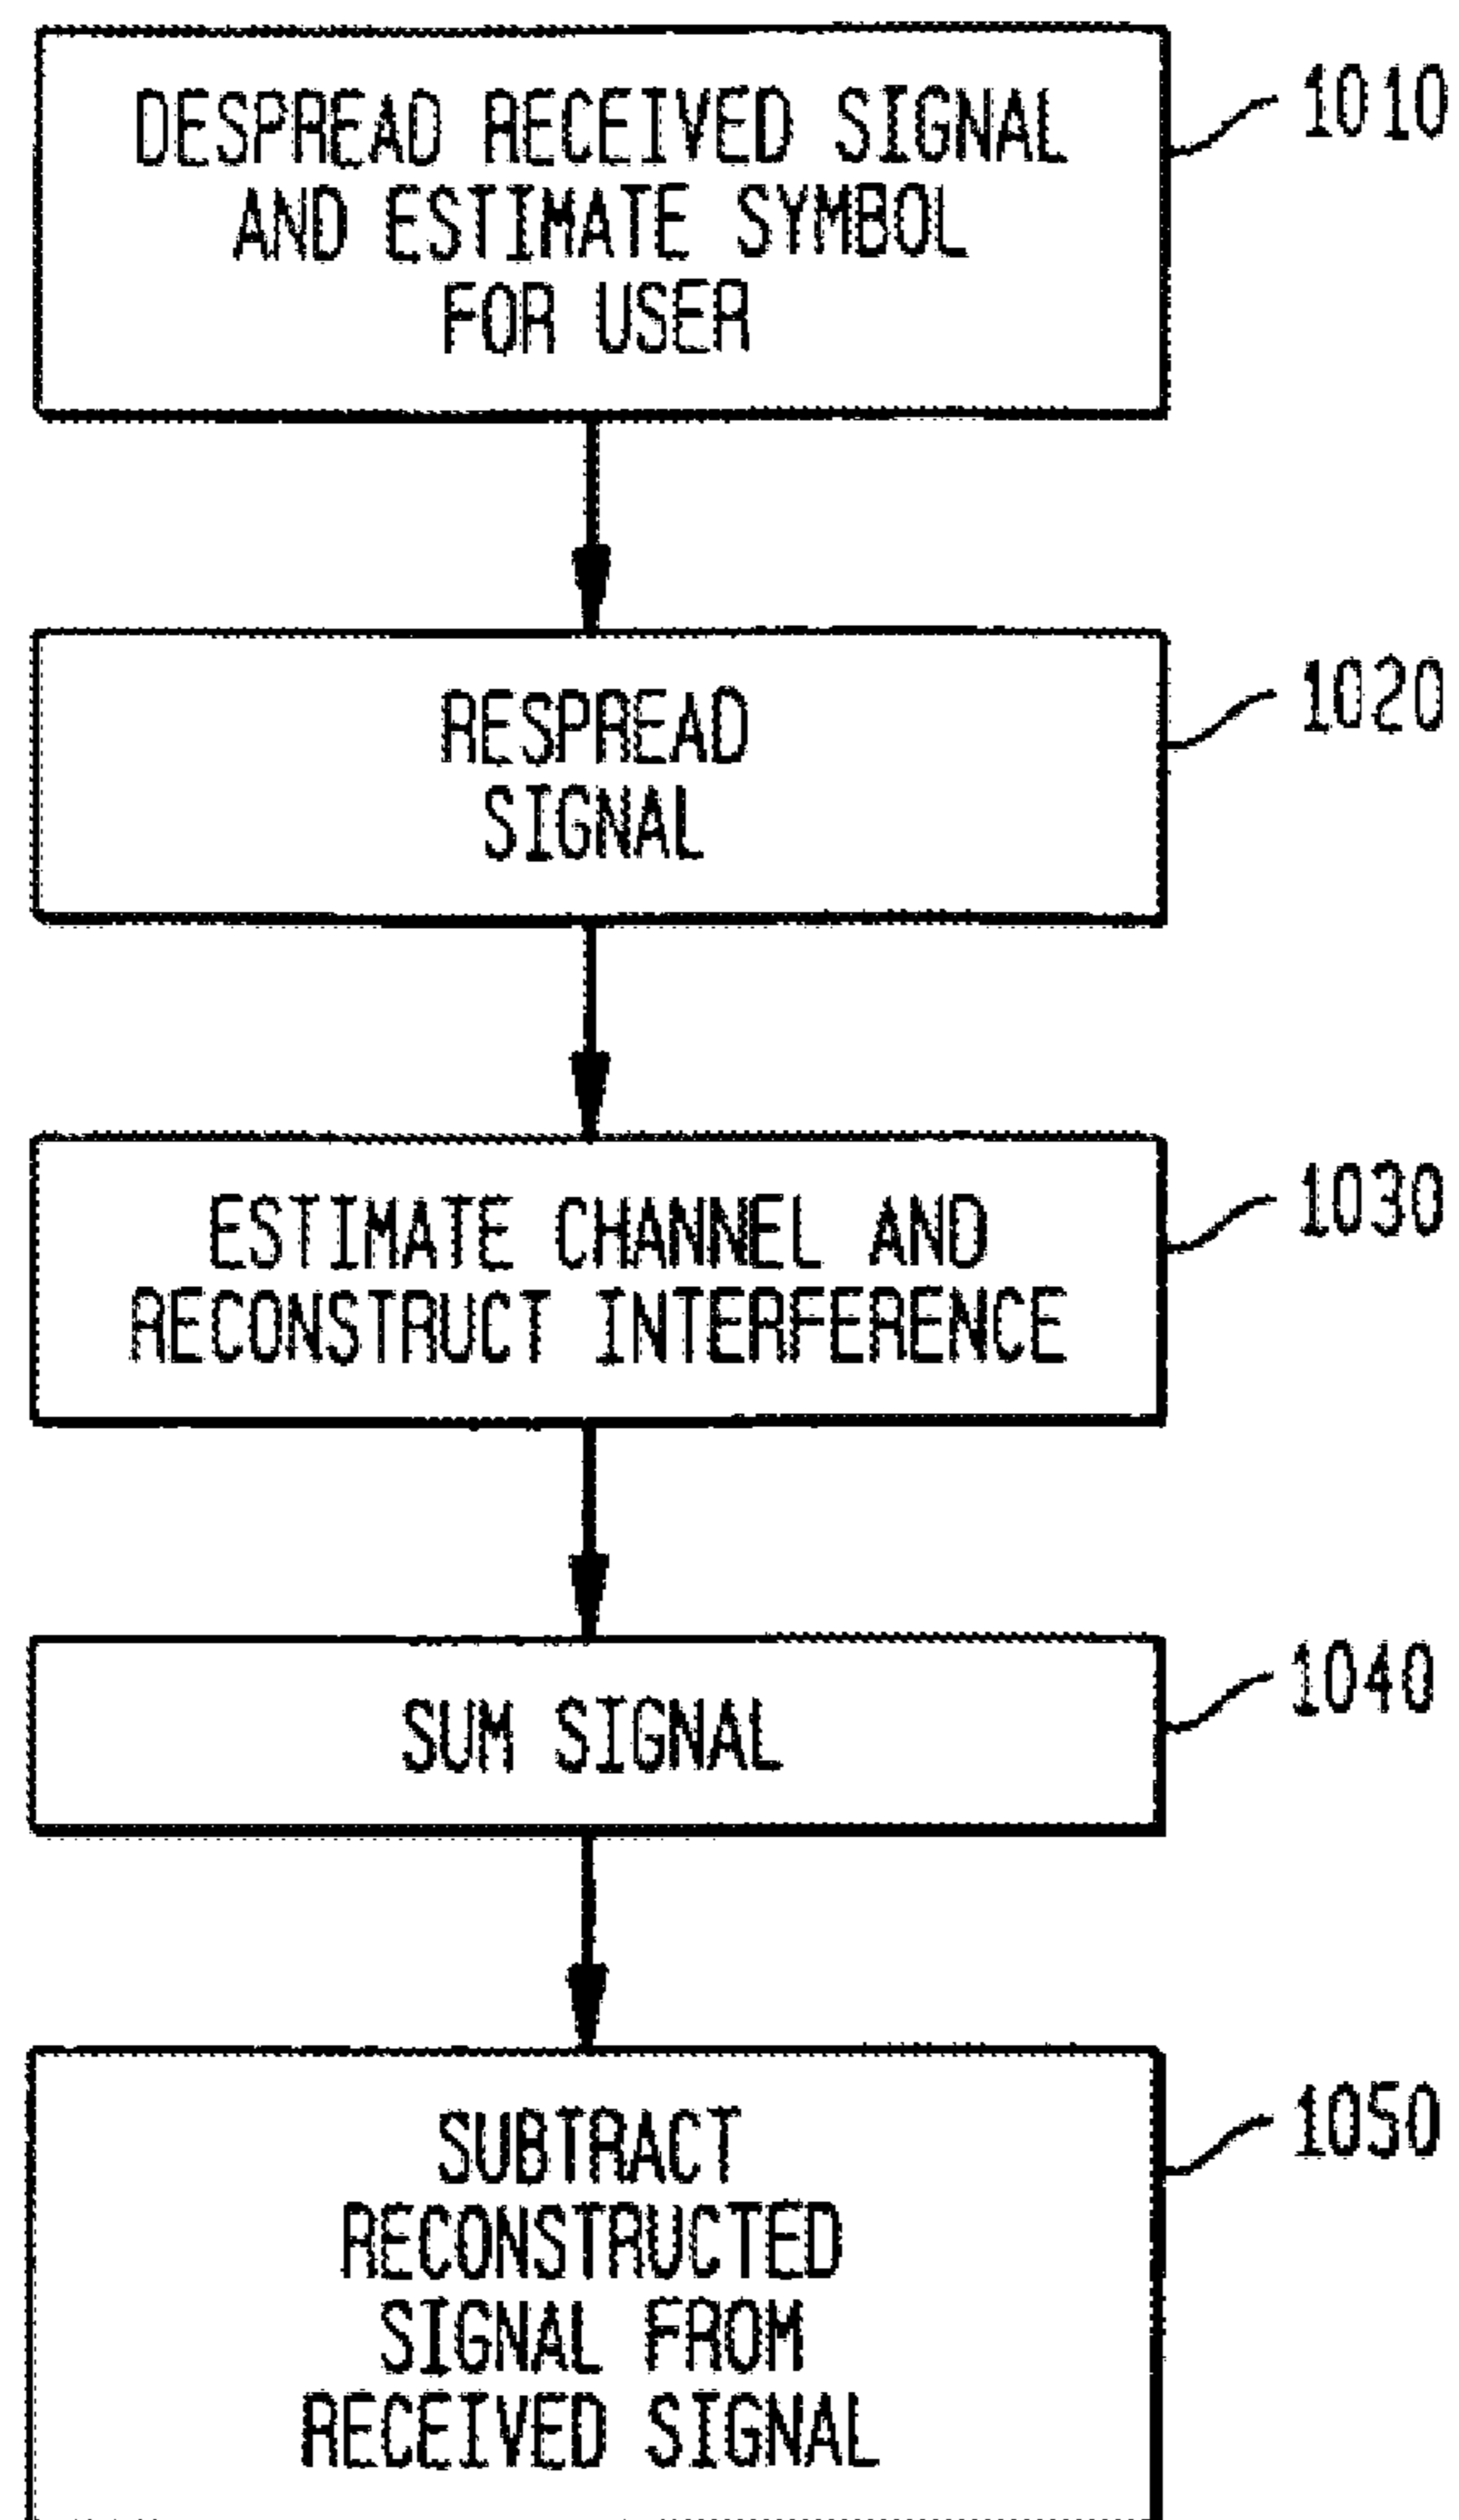 DESPREAD RECEIVED SIGNAL
AND ESTIMATE SYMBOL
FOR USER
1010
RESPREAD
SIGNAL
1020
ESTIMATE CHANNEL AND
RECONSTRUCT INTERFERENCE
1030
SUM SIGNAL
1040
SUBTRACT
RECONSTRUCTED
SIGNAL FROM
RECEIVED SIGNAL
1050